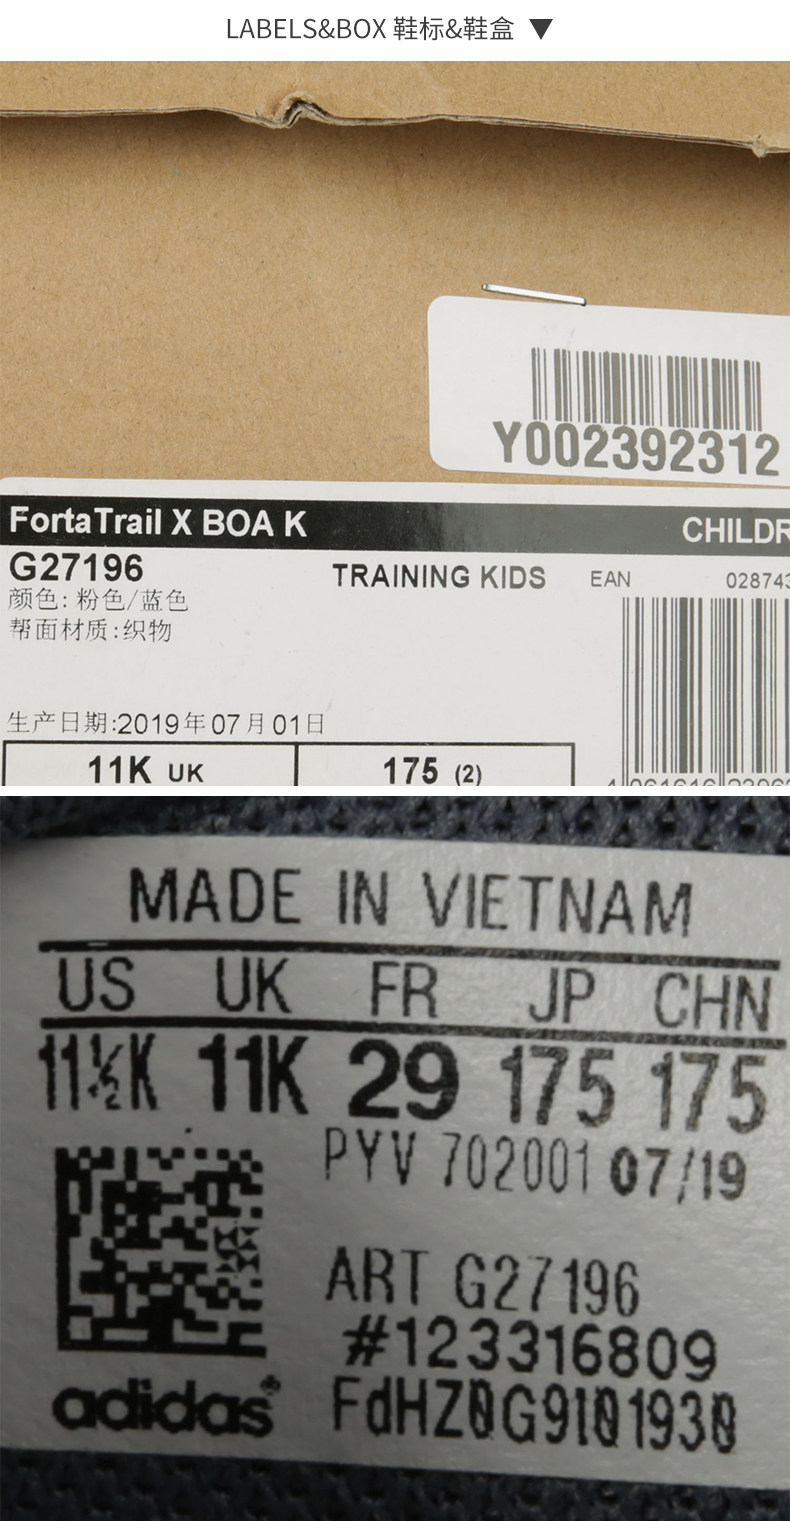 LABELS&BOX 鞋标&鞋盒 ▼
Y002392312
FortaTrail X BOA K CHILDR
G27196 TRAINING KIDS EAN 028743
颜色: 粉色/蓝色
帮面材质:织物
生产日期:2019年07月01日
11K UK 175 (2)
MADE IN VIETNAM
US UK FR JP CHN
11½K 11K 29 175 175
PYV 702001 07/19
ART G27196
#123316809
FdHZ0G9I01930
adidas